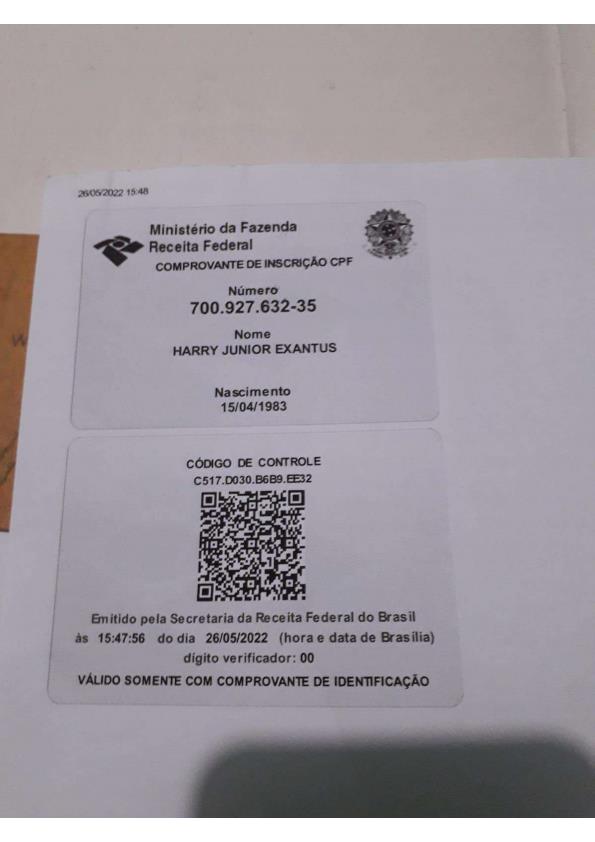 26/05/2022 15:48
Ministério da Fazenda
Receita Federal
COMPROVANTE DE INSCRIÇÃO CPF
Número
700.927.632-35
Nome
HARRY JUNIOR EXANTUS
Nascimento
15/04/1983
CÓDIGO DE CONTROLE
C517.D030.B6B9.EE32
Emitido pela Secretaria da Receita Federal do Brasil
às 15:47:56 do dia 26/05/2022 (hora e data de Brasília)
dígito verificador: 00
VÁLIDO SOMENTE COM COMPROVANTE DE IDENTIFICAÇÃO